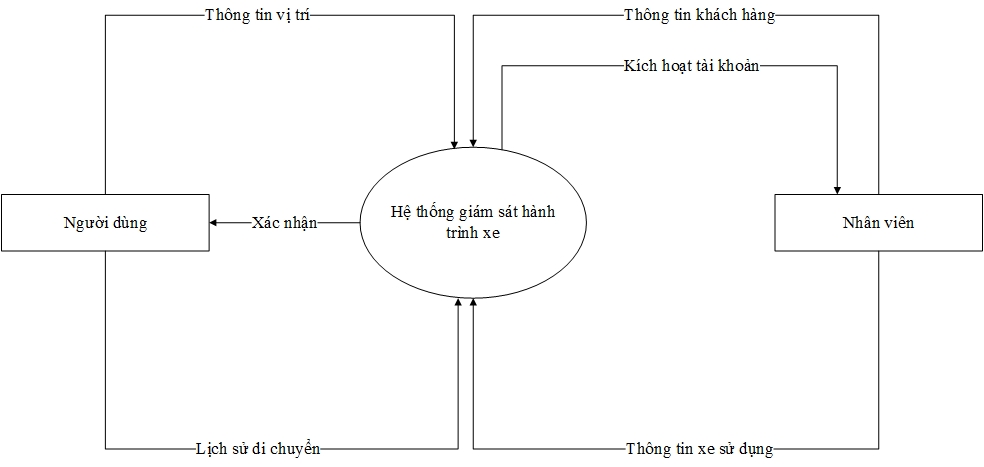 Thông tin vị trí
Thông tin khách hàng
Kích hoạt tài khoản
Người dùng
Xác nhận
Hệ thống giám sát hành
trình xe
Nhân viên
Lịch sử di chuyển
Thông tin xe sử dụng